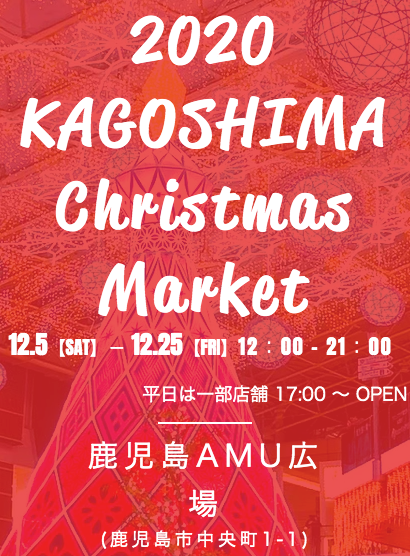 2020
KAGOSHIMA
Christmas
Market
12.5【SAT】 – 12.25【FRI】12：00 - 21：00
平日は一部店舗 17:00 〜 OPEN
鹿児島AMU広
場
(鹿児島市中央町1-1)